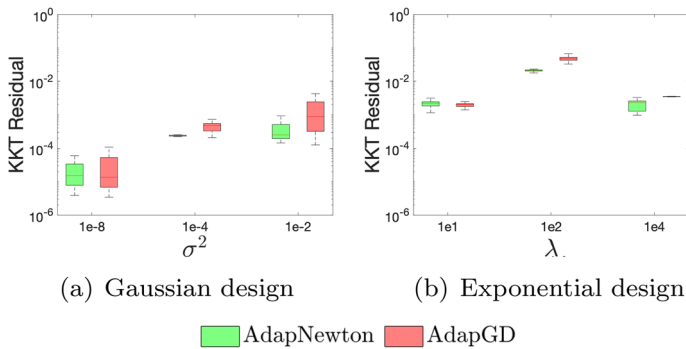 10^0
10^-2
10^-4
10^-6
KKT Residual
1e-8 1e-4 1e-2
σ^2
(a) Gaussian design
10^0
10^-2
10^-4
10^-6
KKT Residual
1e1 1e2 1e4
λ
(b) Exponential design
AdapNewton AdapGD